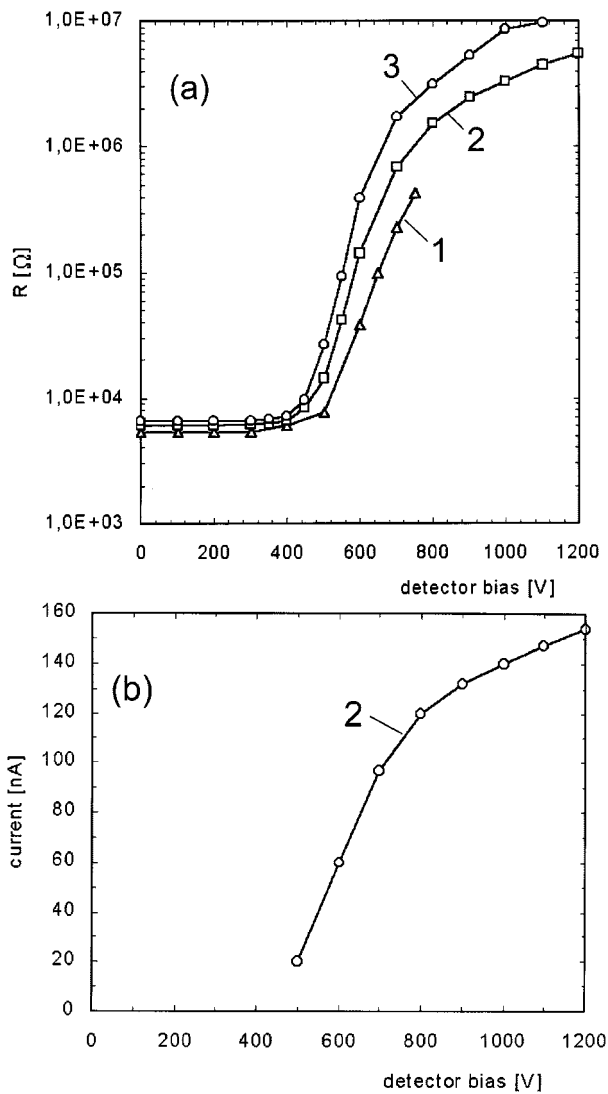 1,0E+07
(a)
3
2
1,0E+06
1
1,0E+05
R [Ω]
1,0E+04
1,0E+03
0 200 400 600 800 1000 1200
detector bias [V]
160
(b)
140
2
120
100
80
current [nA]
60
40
20
0
0 200 400 600 800 1000 1200
detector bias [V]